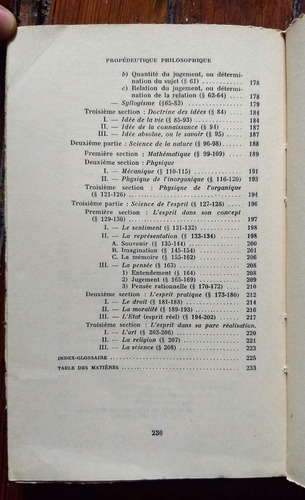 PROPÉDEUTIQUE PHILOSOPHIQUE
b) Quantité du jugement, ou détermi-
nation du sujet (§ 61) 178
c) Relation du jugement, ou détermination
de la relation (§ 62-64) 178
— Syllogisme (§65-83) 179
Troisième section : Doctrine des idées (§ 84) 184
I. — Idée de la vie (§ 85-93) 184
II. — Idée de la connaissance (§ 94) 187
III. — Idée absolue, ou le savoir (§ 95) 187
Deuxième partie : Science de la nature (§ 96-98) 188
Première section : Mathématique (§ 99-109) 189
Deuxième section : Physique
I. — Mécanique (§ 110-115) 191
II. — Physique de l'inorganique (§ 116-120) 193
Troisième section : Physique de l'organique
(§ 121-126) 194
Troisième partie : Science de l'esprit (§ 127-128) 196
Première section : L'esprit dans son concept
(§ 129-130) 197
I. — Le sentiment (§ 131-132) 198
II. — La représentation (§ 133-134) 198
A. Souvenir (§ 135-144) 200
B. Imagination (§ 145-154) 201
C. La mémoire (§ 155-162) 206
III. — La pensée (§ 163) 208
1) Entendement (§ 164) 208
2) Jugement (§ 165-169) 209
3) Pensée rationnelle (§ 170-172) 210
Deuxième section : L'esprit pratique (§ 173-180) 212
I. — Le droit (§ 181-188) 214
II. — La moralité (§ 189-193) 216
III. — L'Etat (esprit réel) (§ 194-202) 217
Troisième section : L'esprit dans sa pure réalisation.
I. — L'art (§ 203-206) 220
II. — La religion (§ 207) 221
III. — La science (§ 208) 223
INDEX-GLOSSAIRE 225
TABLE DES MATIÈRES 233
236